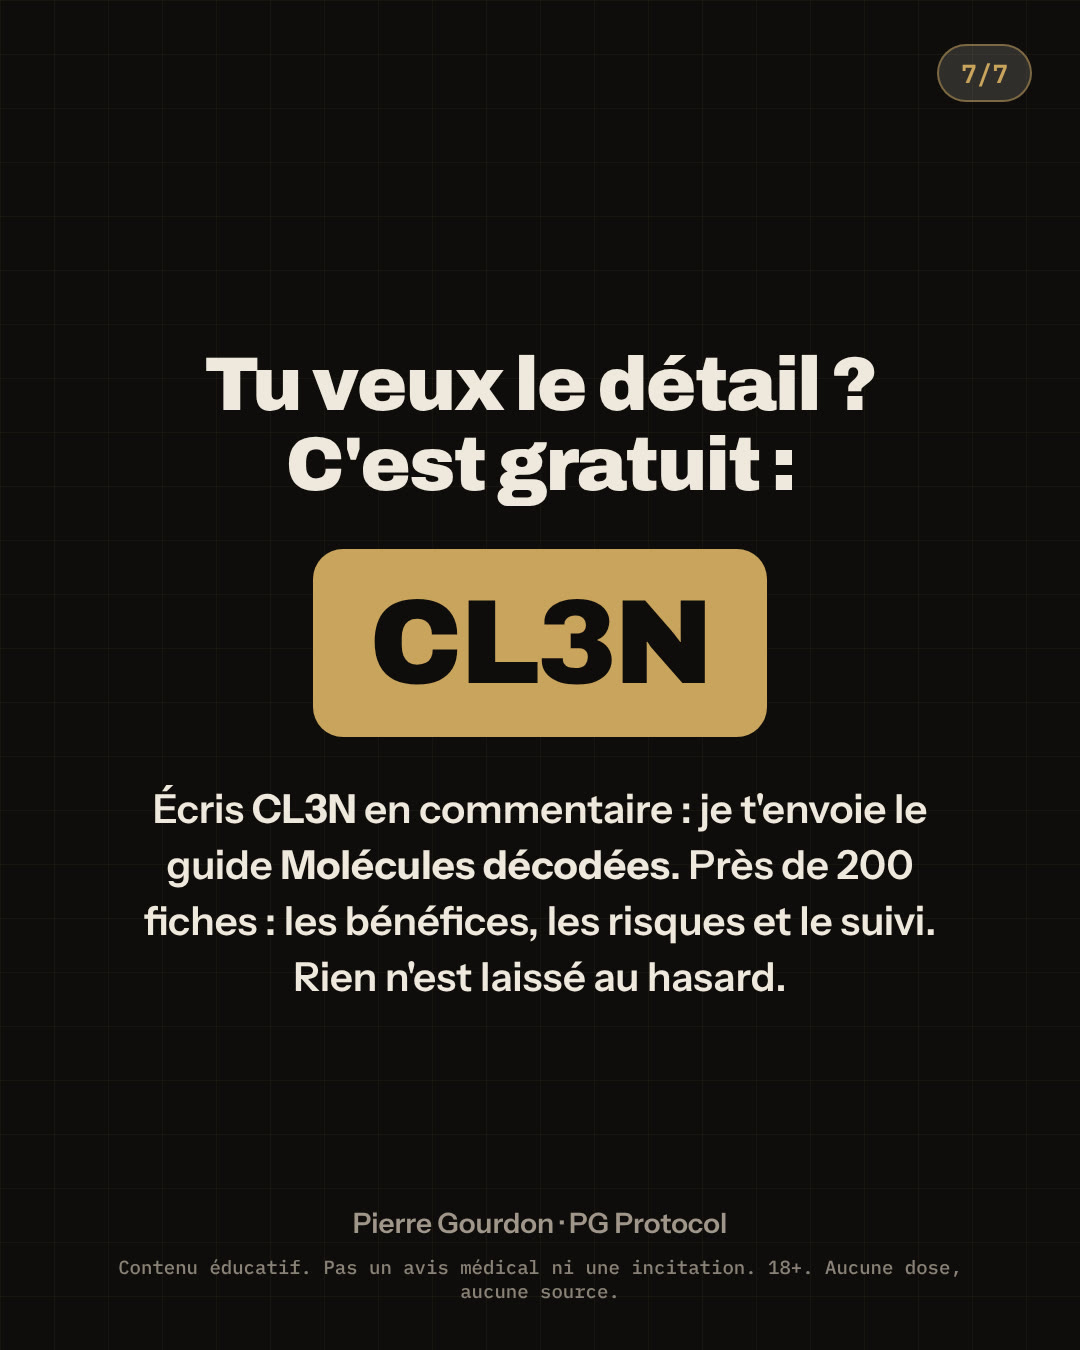 7/7
Tu veux le détail ?
C'est gratuit :
CL3N
Écris CL3N en commentaire : je t'envoie le
guide Molécules décodées. Près de 200
fiches : les bénéfices, les risques et le suivi.
Rien n'est laissé au hasard.
Pierre Gourdon · PG Protocol
Contenu éducatif. Pas un avis médical ni une incitation. 18+. Aucune dose,
aucune source.